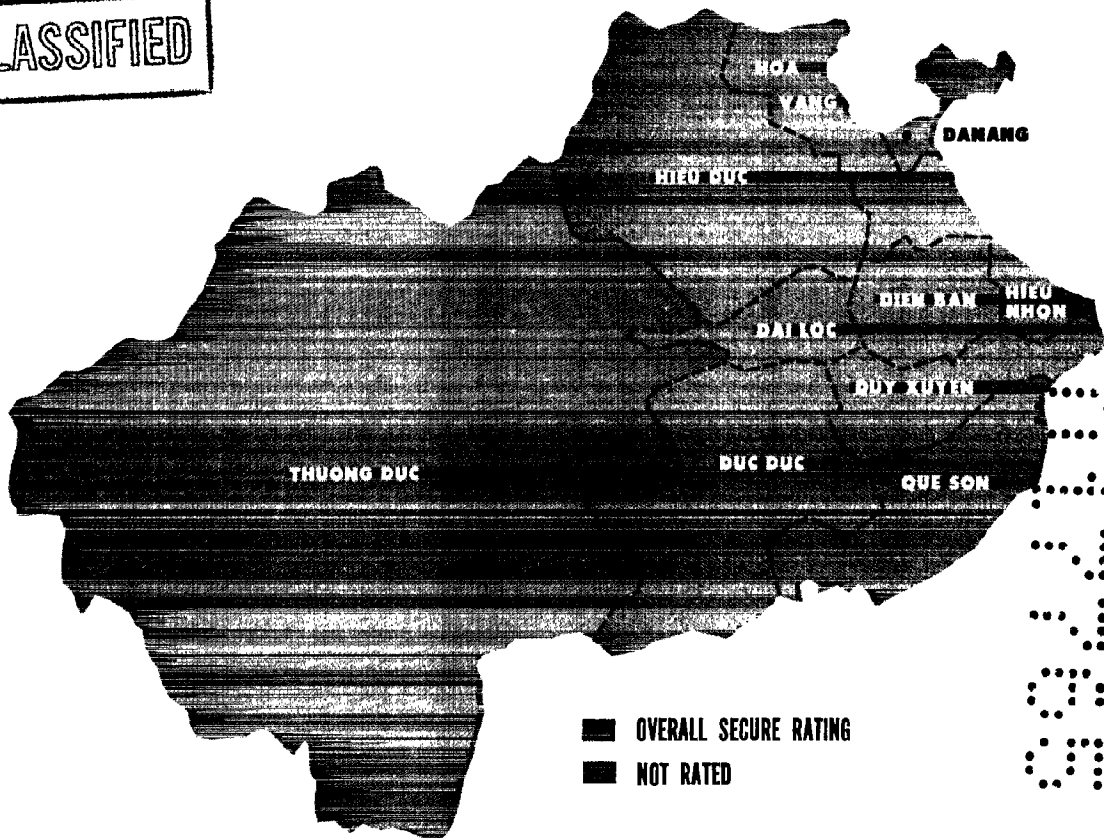 LASSIFIED
HOA
VANG
DANANG
HIEU DUC
DIEN BAN
HIEU
NHON
DAI LOC
DUY XUYEN
THUONG DUC
DUC DUC
QUE SON
OVERALL SECURE RATING
NOT RATED